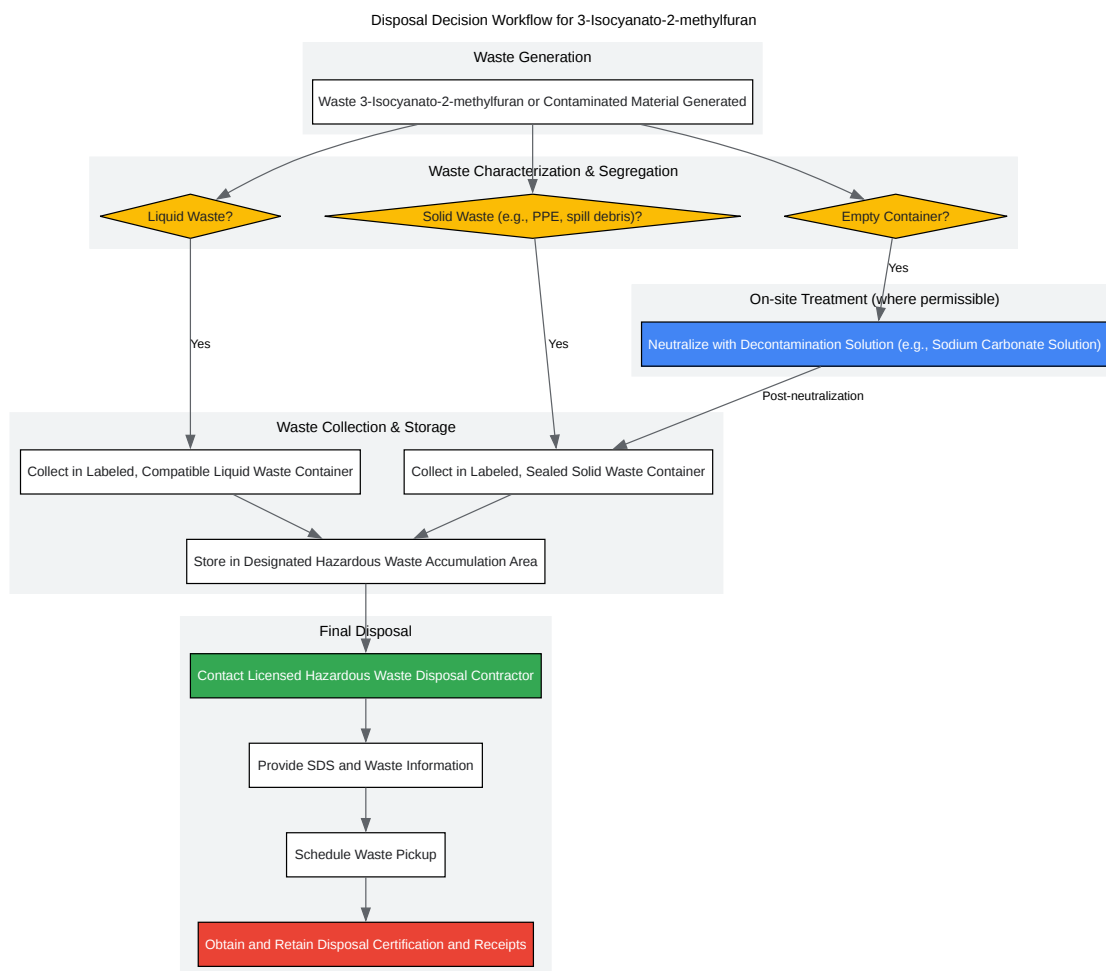 Disposal Decision Workflow for 3-Isocyanato-2-methylfuran
Waste Generation
Waste 3-Isocyanato-2-methylfuran or Contaminated Material Generated
Waste Characterization & Segregation
Liquid Waste?
Solid Waste (e.g., PPE, spill debris)?
Empty Container?
Yes
On-site Treatment (where permissible)
Neutralize with Decontamination Solution (e.g., Sodium Carbonate Solution)
Yes
Yes
Post-neutralization
Waste Collection & Storage
Collect in Labeled, Compatible Liquid Waste Container
Collect in Labeled, Sealed Solid Waste Container
Store in Designated Hazardous Waste Accumulation Area
Final Disposal
Contact Licensed Hazardous Waste Disposal Contractor
Provide SDS and Waste Information
Schedule Waste Pickup
Obtain and Retain Disposal Certification and Receipts